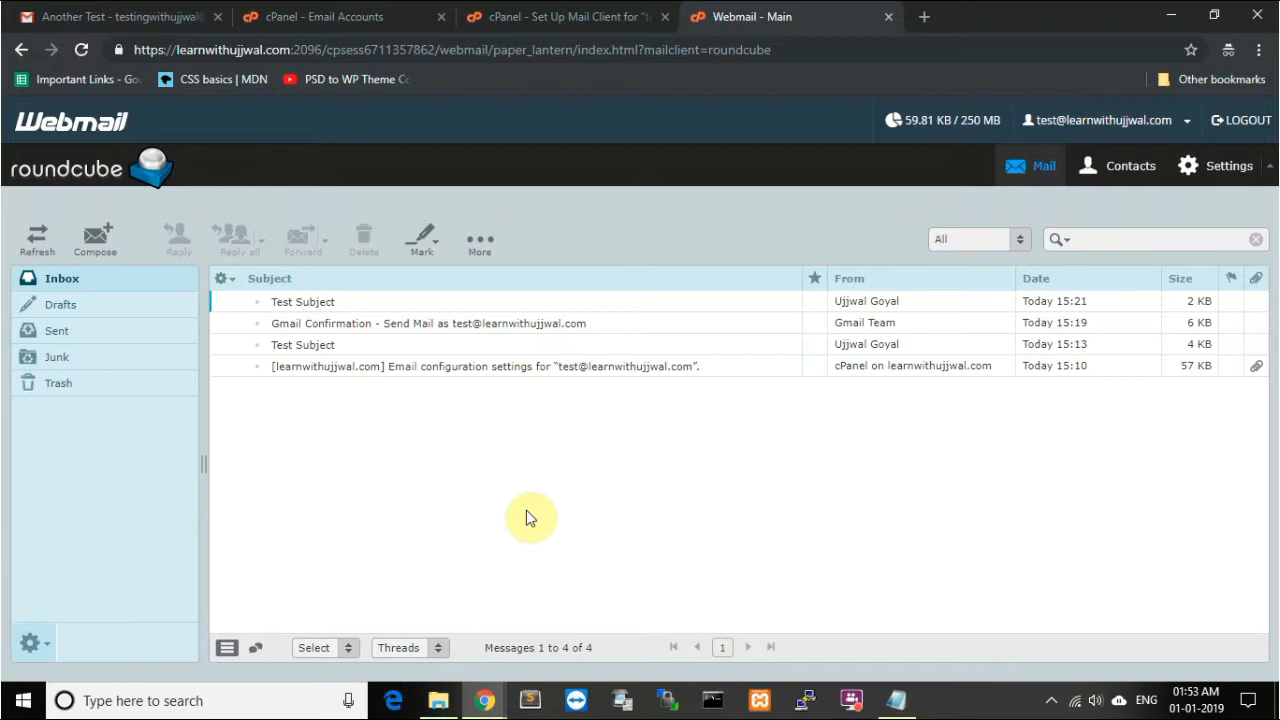 Another Test - testingwithujjwal
cPanel - Email Accounts
cPanel - Set Up Mail Client for "te
Webmail - Main
https://learnwithujjwal.com:2096/cpsess6711357862/webmail/paper_lantern/index.html?mailclient=roundcube
Important Links - Go
CSS basics | MDN
PSD to WP Theme Co
Other bookmarks
Webmail
59.81 KB / 250 MB
test@learnwithujjwal.com
LOGOUT
roundcube
Mail
Contacts
Settings
Refresh
Compose
Reply
Reply all
Forward
Delete
Mark
More
All
Inbox
Drafts
Sent
Junk
Trash
Subject From Date Size
Test Subject Ujjwal Goyal Today 15:21 2 KB
Gmail Confirmation - Send Mail as test@learnwithujjwal.com Gmail Team Today 15:19 6 KB
Test Subject Ujjwal Goyal Today 15:13 4 KB
[learnwithujjwal.com] Email configuration settings for “test@learnwithujjwal.com”. cPanel on learnwithujjwal.com Today 15:10 57 KB
Select
Threads
Messages 1 to 4 of 4
1
Type here to search
ENG
01:53 AM
01-01-2019